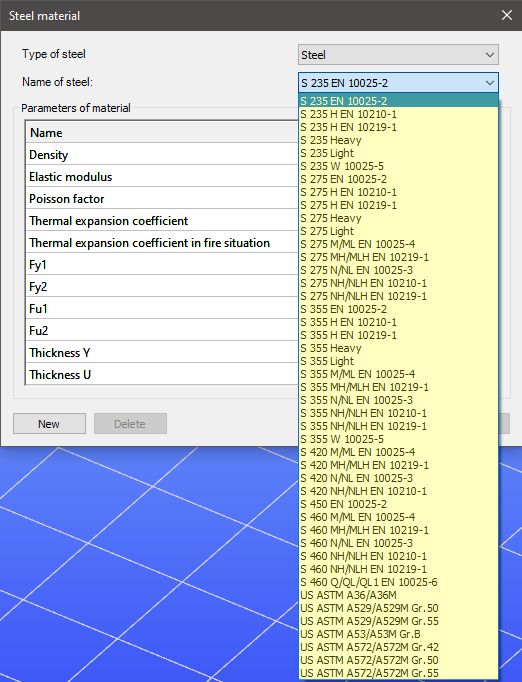 Steel material
Type of steel
Steel
Name of steel:
S 235 EN 10025-2
Parameters of material
Name
Density
Elastic modulus
Poisson factor
Thermal expansion coefficient
Thermal expansion coefficient in fire situation
Fy1
Fy2
Fu1
Fu2
Thickness Y
Thickness U
New
Delete
S 235 EN 10025-2
S 235 H EN 10210-1
S 235 H EN 10219-1
S 235 Heavy
S 235 Light
S 235 W 10025-5
S 275 EN 10025-2
S 275 H EN 10210-1
S 275 H EN 10219-1
S 275 Heavy
S 275 Light
S 275 M/ML EN 10025-4
S 275 MH/MLH EN 10219-1
S 275 N/NL EN 10025-3
S 275 NH/NLH EN 10210-1
S 275 NH/NLH EN 10219-1
S 355 EN 10025-2
S 355 H EN 10210-1
S 355 H EN 10219-1
S 355 Heavy
S 355 Light
S 355 M/ML EN 10025-4
S 355 MH/MLH EN 10219-1
S 355 N/NL EN 10025-3
S 355 NH/NLH EN 10210-1
S 355 NH/NLH EN 10219-1
S 355 W 10025-5
S 420 M/ML EN 10025-4
S 420 MH/MLH EN 10219-1
S 420 N/NL EN 10025-3
S 420 NH/NLH EN 10210-1
S 450 EN 10025-2
S 460 M/ML EN 10025-4
S 460 MH/MLH EN 10219-1
S 460 N/NL EN 10025-3
S 460 NH/NLH EN 10210-1
S 460 NH/NLH EN 10219-1
S 460 Q/QL/QL1 EN 10025-6
US ASTM A36/A36M
US ASTM A529/A529M Gr.50
US ASTM A529/A529M Gr.55
US ASTM A53/A53M Gr.B
US ASTM A572/A572M Gr.42
US ASTM A572/A572M Gr.50
US ASTM A572/A572M Gr.55